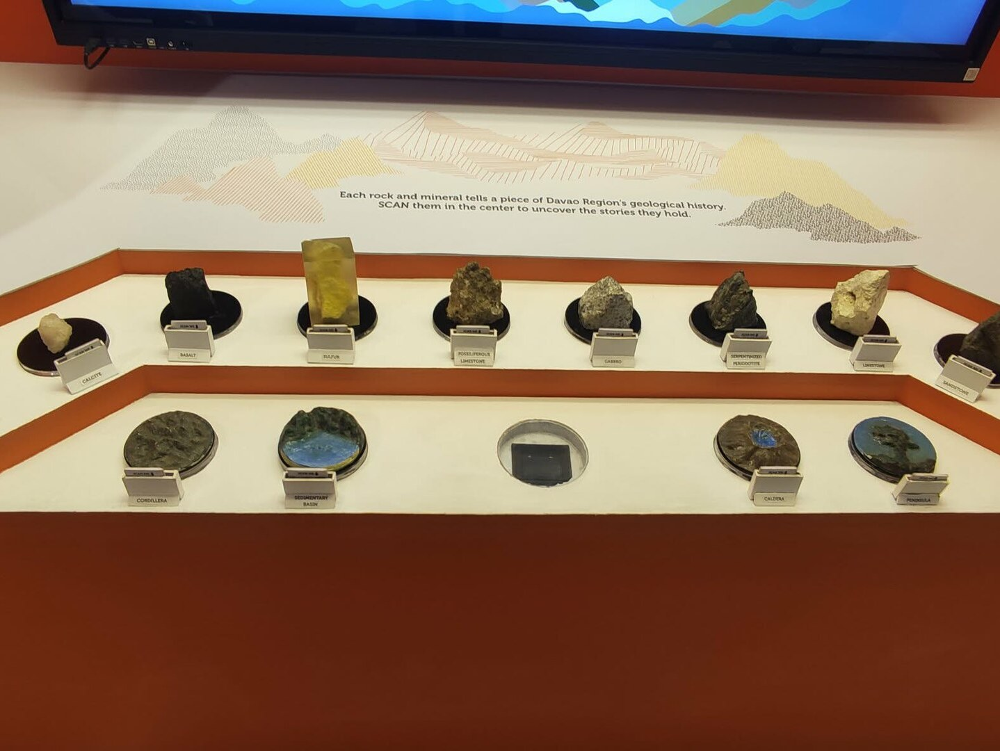 Each rock and mineral tells a piece of Davao Region's geological history.
SCAN them in the center to uncover the stories they hold.
CALCITE
BASALT
SULFUR
FOSSILIFEROUS
LIMESTONE
GABBRO
SERPENTINIZED
PERIDOTITE
LIMESTONE
SANDSTONE
CORDILLERA
SEDIMENTARY
BASIN
CALDERA
PENINSULA